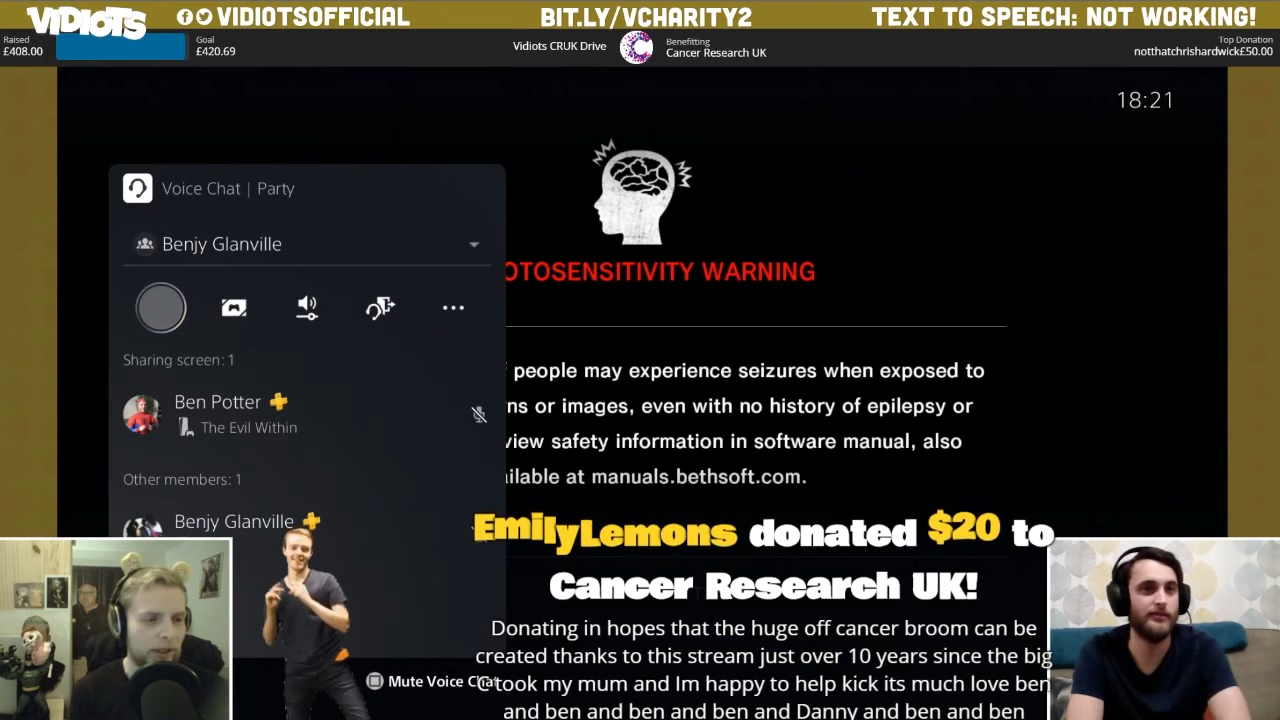 VIDIOTS
VIDIOTSOFFICIAL
BIT.LY/VCHARITY2
TEXT TO SPEECH: NOT WORKING!
Raised
£408.00
Goal
£420.69
Vidiots CRUK Drive
Benefitting
Cancer Research UK
Top Donation
notthatchrishardwick£50.00
18:21
Voice Chat | Party
Benjy Glanville
OTOSENSITIVITY WARNING
Sharing screen: 1
Ben Potter
The Evil Within
Other members: 1
Benjy Glanville
people may experience seizures when exposed to
ns or images, even with no history of epilepsy or
view safety information in software manual, also
ilable at manuals.bethsoft.com.
EmilyLemons donated $20 to
Cancer Research UK!
Donating in hopes that the huge off cancer broom can be
created thanks to this stream just over 10 years since the big
C took my mum and Im happy to help kick its much love ben
and ben and ben and ben and Danny and ben and ben
Mute Voice Chat